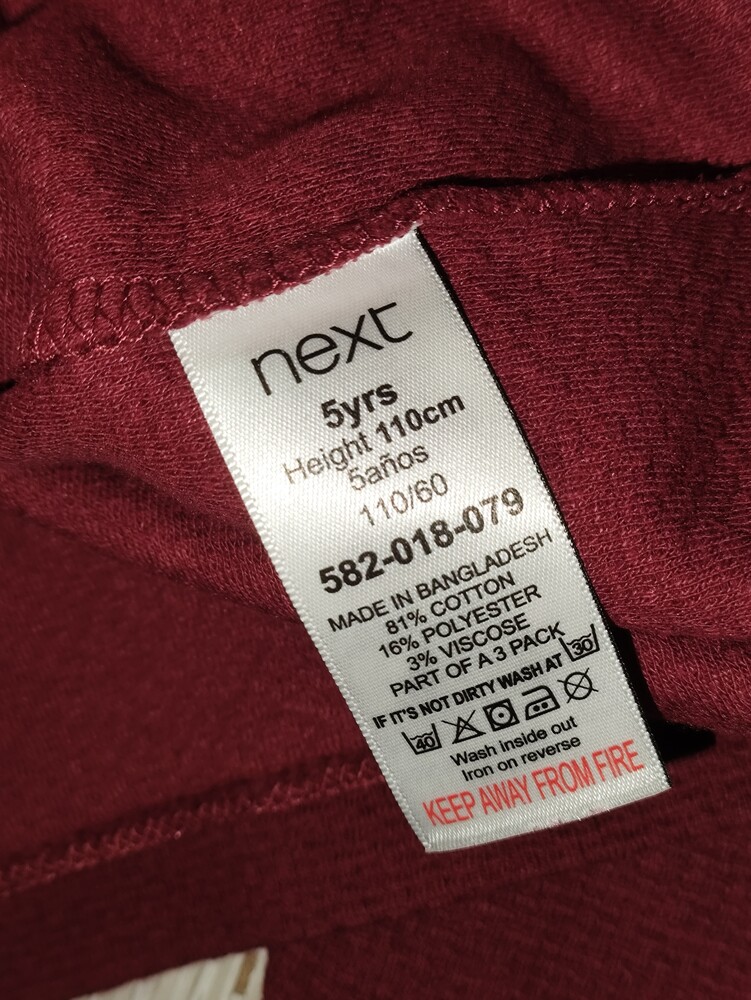 next
5yrs
Height 110cm
5años
110/60
582-018-079
MADE IN BANGLADESH
81% COTTON
16% POLYESTER
3% VISCOSE
PART OF A 3 PACK
IF IT'S NOT DIRTY WASH AT 30
40
Wash inside out
Iron on reverse
KEEP AWAY FROM FIRE